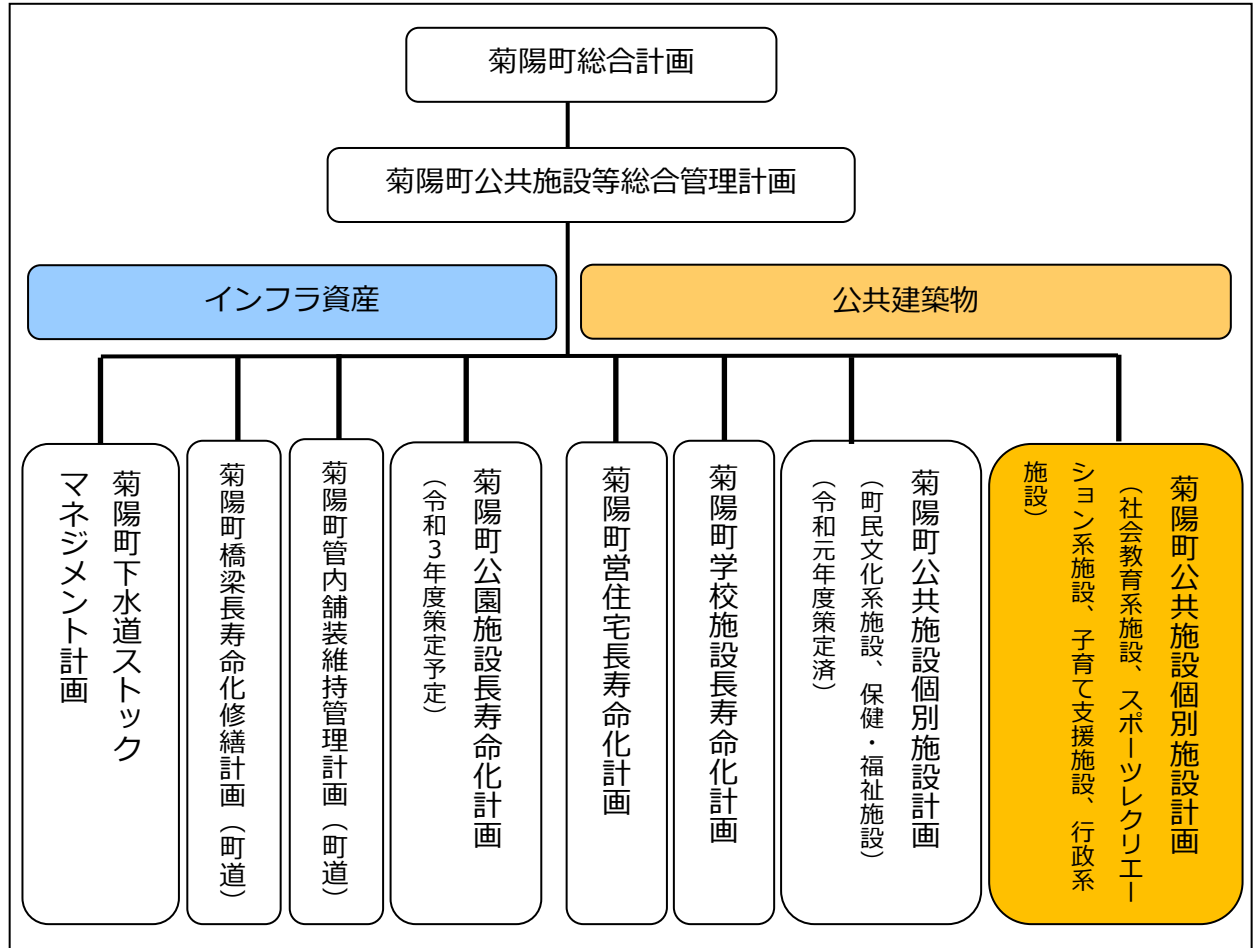 菊陽町総合計画
菊陽町公共施設等総合管理計画
インフラ資産
公共建築物
菊陽町下水道ストック
マネジメント計画
菊陽町橋梁長寿命化修繕計画（町道）
菊陽町管内舗装維持管理計画（町道）
菊陽町公園施設長寿命化計画
（令和３年度策定予定）
菊陽町営住宅長寿命化計画
菊陽町学校施設長寿命化計画
菊陽町公共施設個別施設計画
（町民文化系施設、保健・福祉施設）
（令和元年度策定済）
菊陽町公共施設個別施設計画
（社会教育系施設、スポーツレクリエー
ション系施設、子育て支援施設、行政系
施設）